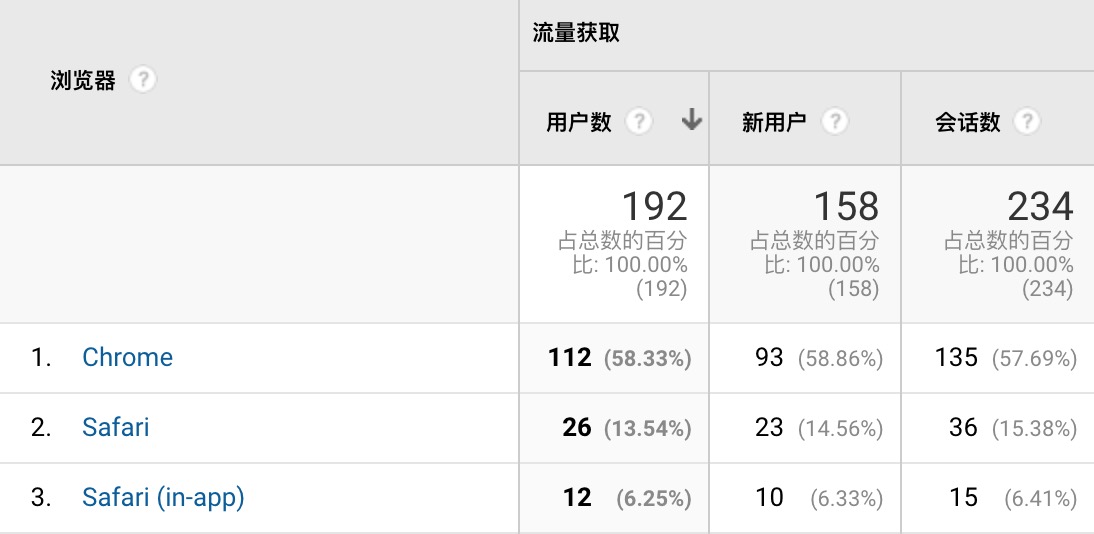 流量获取
浏览器 ?
用户数 ? 新用户 ? 会话数 ?
192 158 234
占总数的百分 占总数的百分 占总数的百分
比: 100.00% 比: 100.00% 比: 100.00%
(192) (158) (234)
1. Chrome 112 (58.33%) 93 (58.86%) 135 (57.69%)
2. Safari 26 (13.54%) 23 (14.56%) 36 (15.38%)
3. Safari (in-app) 12 (6.25%) 10 (6.33%) 15 (6.41%)